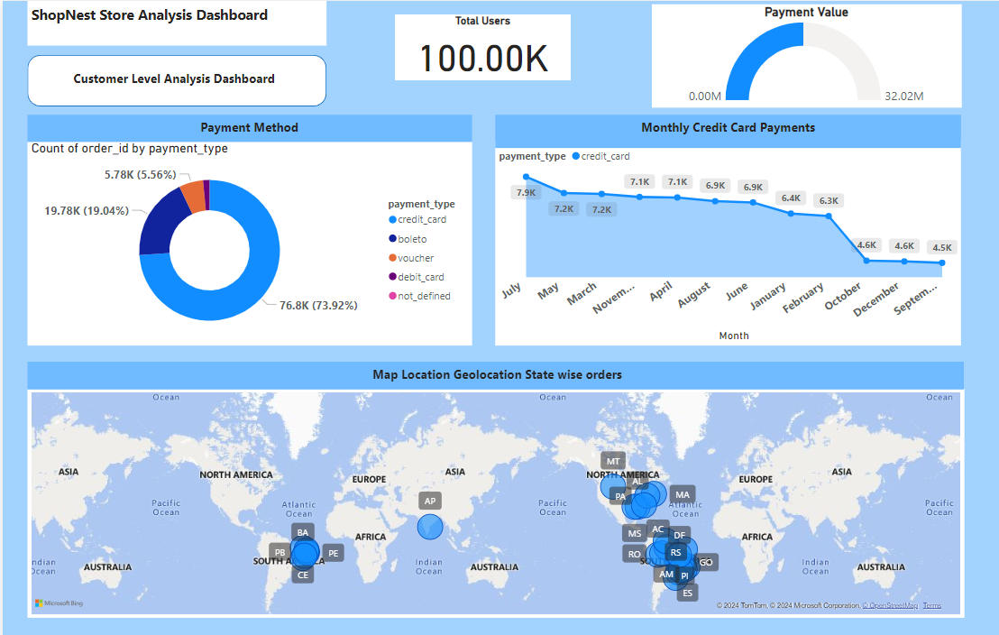 ShopNest Store Analysis Dashboard
Customer Level Analysis Dashboard
Total Users
100.00K
Payment Value
0.00M
32.02M
Payment Method
Count of order_id by payment_type
5.78K (5.56%)
19.78K (19.04%)
76.8K (73.92%)
payment_type
credit_card
boleto
voucher
debit_card
not_defined
Monthly Credit Card Payments
payment_type credit_card
7.9K
7.2K
7.2K
7.1K
7.1K
6.9K
6.9K
6.4K
6.3K
4.6K
4.6K
4.5K
July
May
March
Novem...
April
August
June
January
February
October
December
Septem...
Month
Map Location Geolocation State wise orders
Ocean
Ocean
Ocean
ASIA
NORTH AMERICA
EUROPE
ASIA
NORTH AMERICA
EUROPE
ASIA
Pacific
Ocean
Atlantic
Ocean
Pacific
Ocean
Atlantic
Ocean
Pacific
Ocean
AFRICA
AFRICA
Indian
Ocean
Indian
Ocean
AUSTRALIA
AUSTRALIA
AUSTRALIA
MT
AL
PA
MA
AP
BA
PB
PE
CE
MS
AC
DF
RO
RS
GO
AM
PI
ES
Microsoft Bing
© 2024 TomTom, © 2024 Microsoft Corporation, © OpenStreetMap Terms